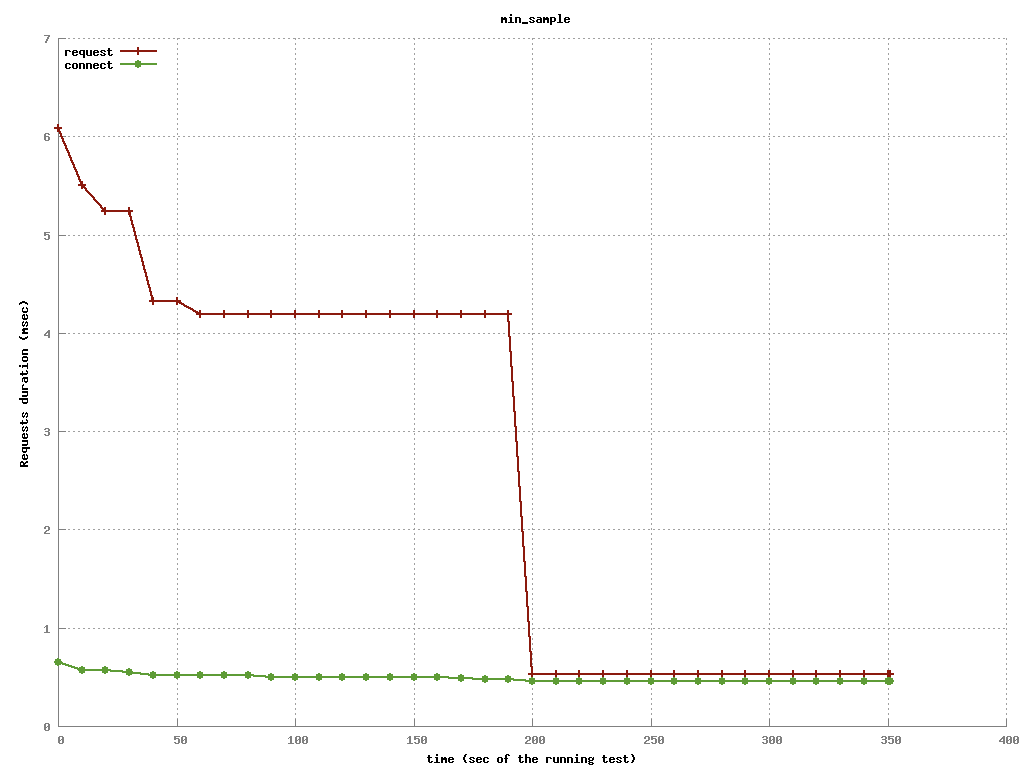 min_sample
request
connect
7
6
5
4
3
2
1
0
Requests duration (msec)
0 50 100 150 200 250 300 350 400
time (sec of the running test)